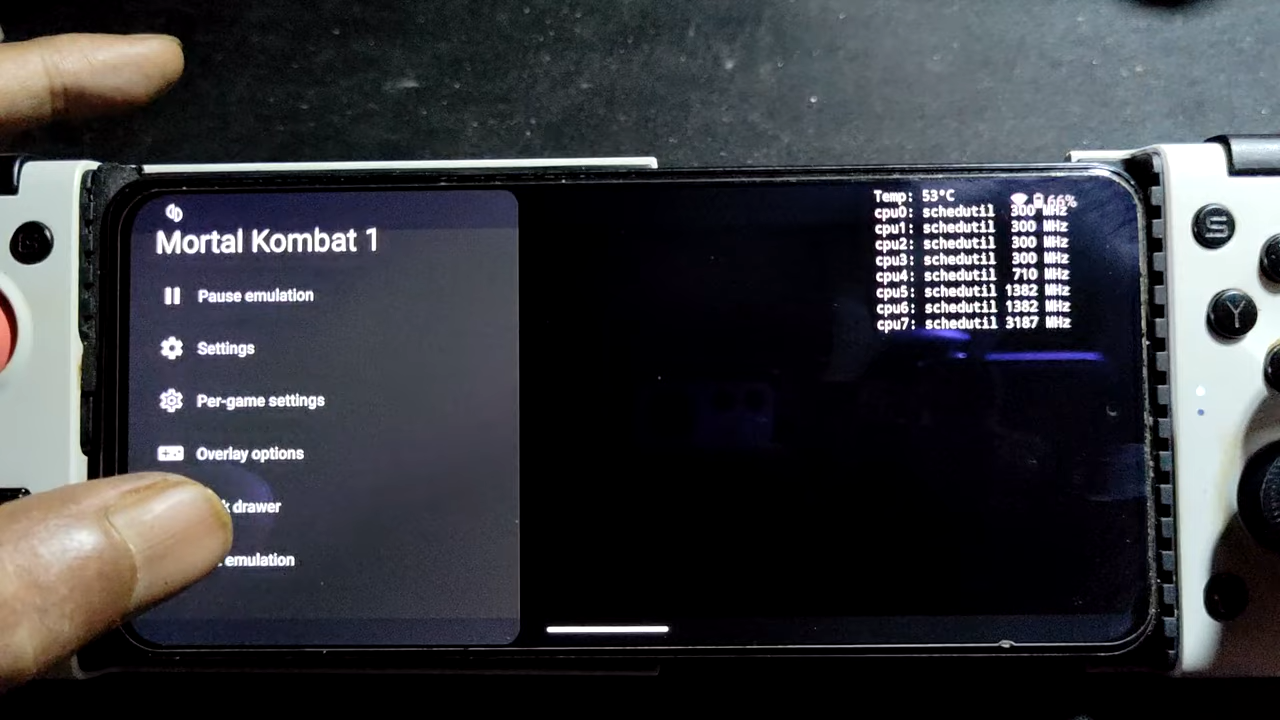 Mortal Kombat 1
Pause emulation
Settings
Per-game settings
Overlay options
drawer
emulation
Temp: 53°C
66%
cpu0: schedutil 300 MHz
cpu1: schedutil 300 MHz
cpu2: schedutil 300 MHz
cpu3: schedutil 300 MHz
cpu4: schedutil 710 MHz
cpu5: schedutil 1382 MHz
cpu6: schedutil 1382 MHz
cpu7: schedutil 3187 MHz
S
Y